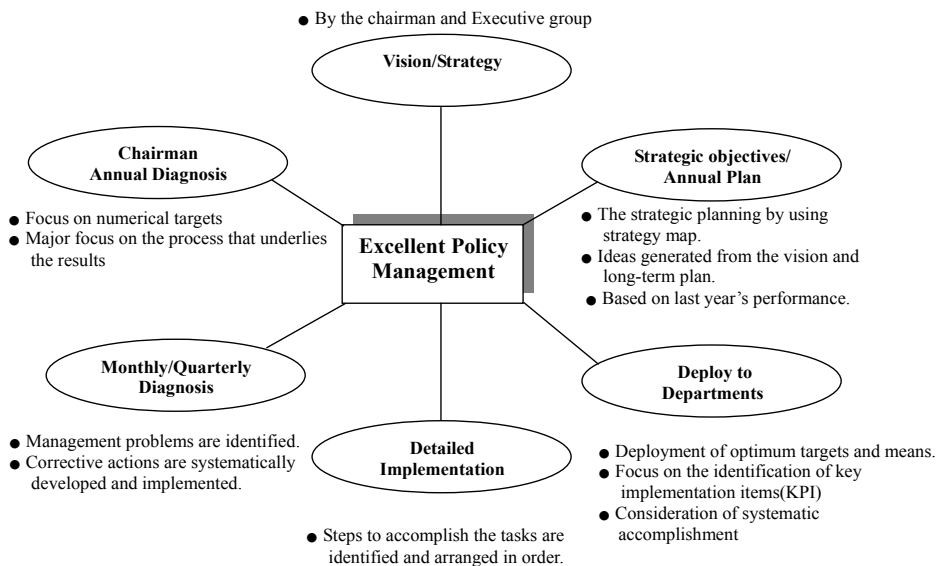 ● By the chairman and Executive group
Vision/Strategy
Chairman
Annual Diagnosis
● Focus on numerical targets
● Major focus on the process that underlies
the results
Strategic objectives/
Annual Plan
● The strategic planning by using
strategy map.
● Ideas generated from the vision and
long-term plan.
● Based on last year’s performance.
Excellent Policy
Management
Monthly/Quarterly
Diagnosis
● Management problems are identified.
● Corrective actions are systematically
developed and implemented.
Detailed
Implementation
● Steps to accomplish the tasks are
identified and arranged in order.
Deploy to
Departments
● Deployment of optimum targets and means.
● Focus on the identification of key
implementation items(KPI)
● Consideration of systematic
accomplishment